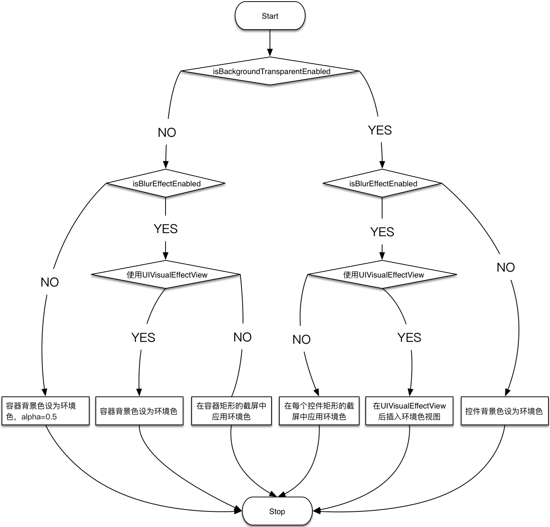 Start
isBackgroundTransparentEnabled
NO
YES
isBlurEffectEnabled
isBlurEffectEnabled
YES
YES
NO
NO
使用UIVisualEffectView
使用UIVisualEffectView
YES
NO
NO
YES
容器背景色设为环境
色，alpha=0.5
容器背景色设为环境色
在容器矩形的截屏中
应用环境色
在每个控件矩形的截
屏中应用环境色
在UIVisualEffectView
后插入环境色视图
控件背景色设为环境色
Stop